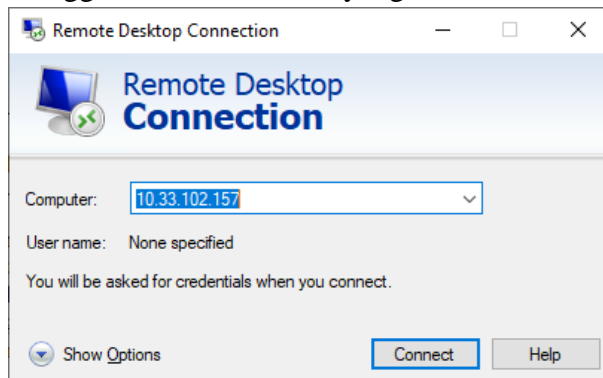 Remote Desktop Connection
Remote Desktop
Connection
Computer: 10.33.102.157
User name: None specified
You will be asked for credentials when you connect.
Show Options Connect Help